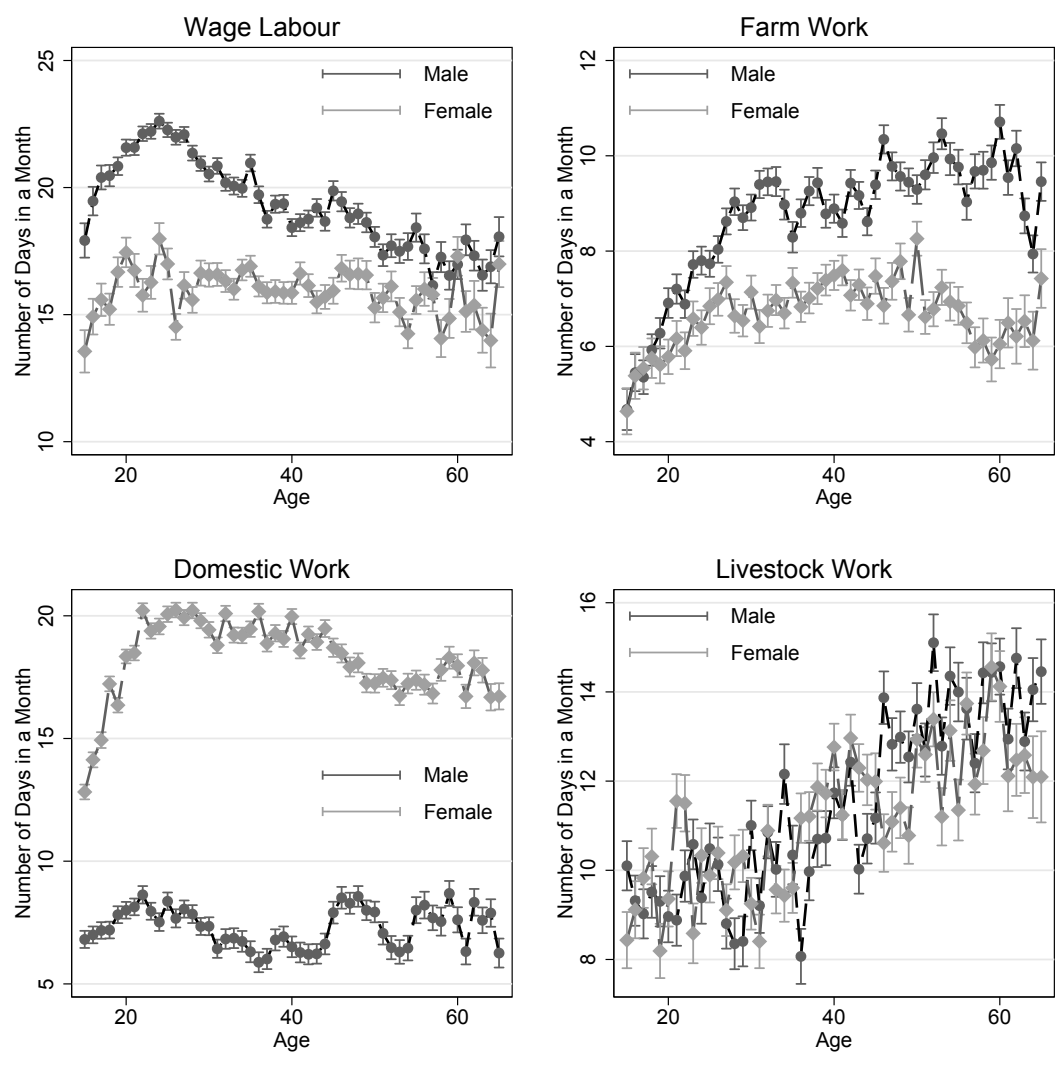 Wage Labour
Number of Days in a Month
25
20
15
10
Male
Female
20 40 60
Age
Farm Work
Number of Days in a Month
12
10
8
6
4
Male
Female
20 40 60
Age
Domestic Work
Number of Days in a Month
20
15
10
5
Male
Female
20 40 60
Age
Livestock Work
Number of Days in a Month
16
14
12
10
8
Male
Female
20 40 60
Age